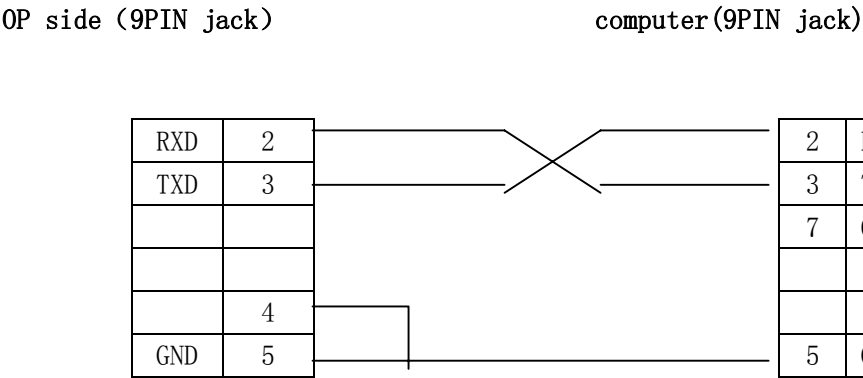 OP side（9PIN jack）
computer(9PIN jack)
RXD 2 2
TXD 3 3
7
4
GND 5 5